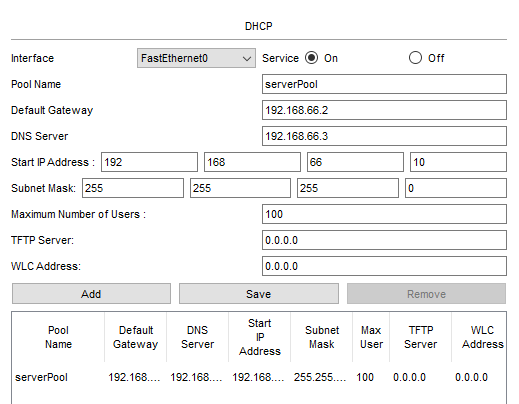 DHCP
Interface FastEthernet0 Service On Off
Pool Name serverPool
Default Gateway 192.168.66.2
DNS Server 192.168.66.3
Start IP Address : 192 168 66 10
Subnet Mask: 255 255 255 0
Maximum Number of Users : 100
TFTP Server: 0.0.0.0
WLC Address: 0.0.0.0
Add Save Remove
Pool Name Default Gateway DNS Server Start IP Address Subnet Mask Max User TFTP Server WLC Address
serverPool 192.168.... 192.168.... 192.168.... 255.255.... 100 0.0.0.0 0.0.0.0